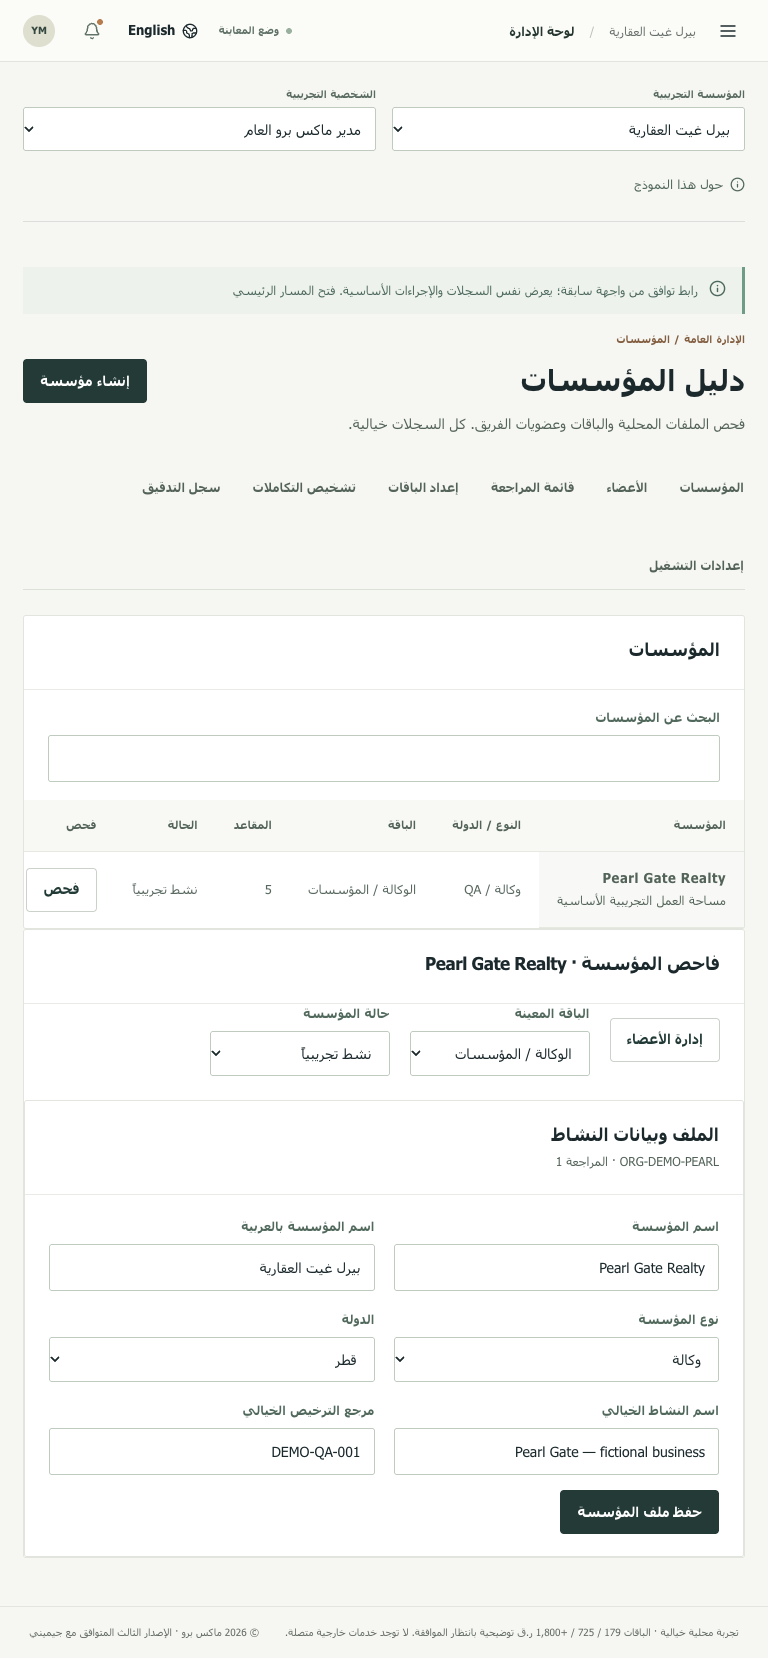 بيرل غيت العقارية / لوحة الإدارة
وضع المعاينة
English
YM
المؤسسة التجريبية
بيرل غيت العقارية
الشخصية التجريبية
مدير ماكس برو العام
حول هذا النموذج
رابط توافق من واجهة سابقة؛ يعرض نفس السجلات والإجراءات الأساسية. فتح المسار الرئيسي
الإدارة العامة / المؤسسات
دليل المؤسسات
إنشاء مؤسسة
فحص الملفات المحلية والباقات وعضويات الفريق. كل السجلات خيالية.
المؤسسات الأعضاء قائمة المراجعة إعداد الباقات تشخيص التكاملات سجل التدقيق
إعدادات التشغيل
المؤسسات
البحث عن المؤسسات
المؤسسة النوع / الدولة الباقة المقاعد الحالة فحص
Pearl Gate Realty
مساحة العمل التجريبية الأساسية
وكالة / QA الوكالة / المؤسسات 5 نشط تجريبياً فحص
فاحص المؤسسة · Pearl Gate Realty
إدارة الأعضاء
الباقة المعينة
الوكالة / المؤسسات
حالة المؤسسة
نشط تجريبياً
الملف وبيانات النشاط
ORG-DEMO-PEARL · المراجعة 1
اسم المؤسسة
Pearl Gate Realty
اسم المؤسسة بالعربية
بيرل غيت العقارية
نوع المؤسسة
وكالة
الدولة
قطر
اسم النشاط الخيالي
Pearl Gate — fictional business
مرجع الترخيص الخيالي
DEMO-QA-001
حفظ ملف المؤسسة
تجربة محلية خيالية · الباقات 179 / 725 / +1,800 ر.ق توضيحية بانتظار الموافقة. لا توجد خدمات خارجية متصلة.
© 2026 ماكس برو · الإصدار الثالث المتوافق مع جيميني